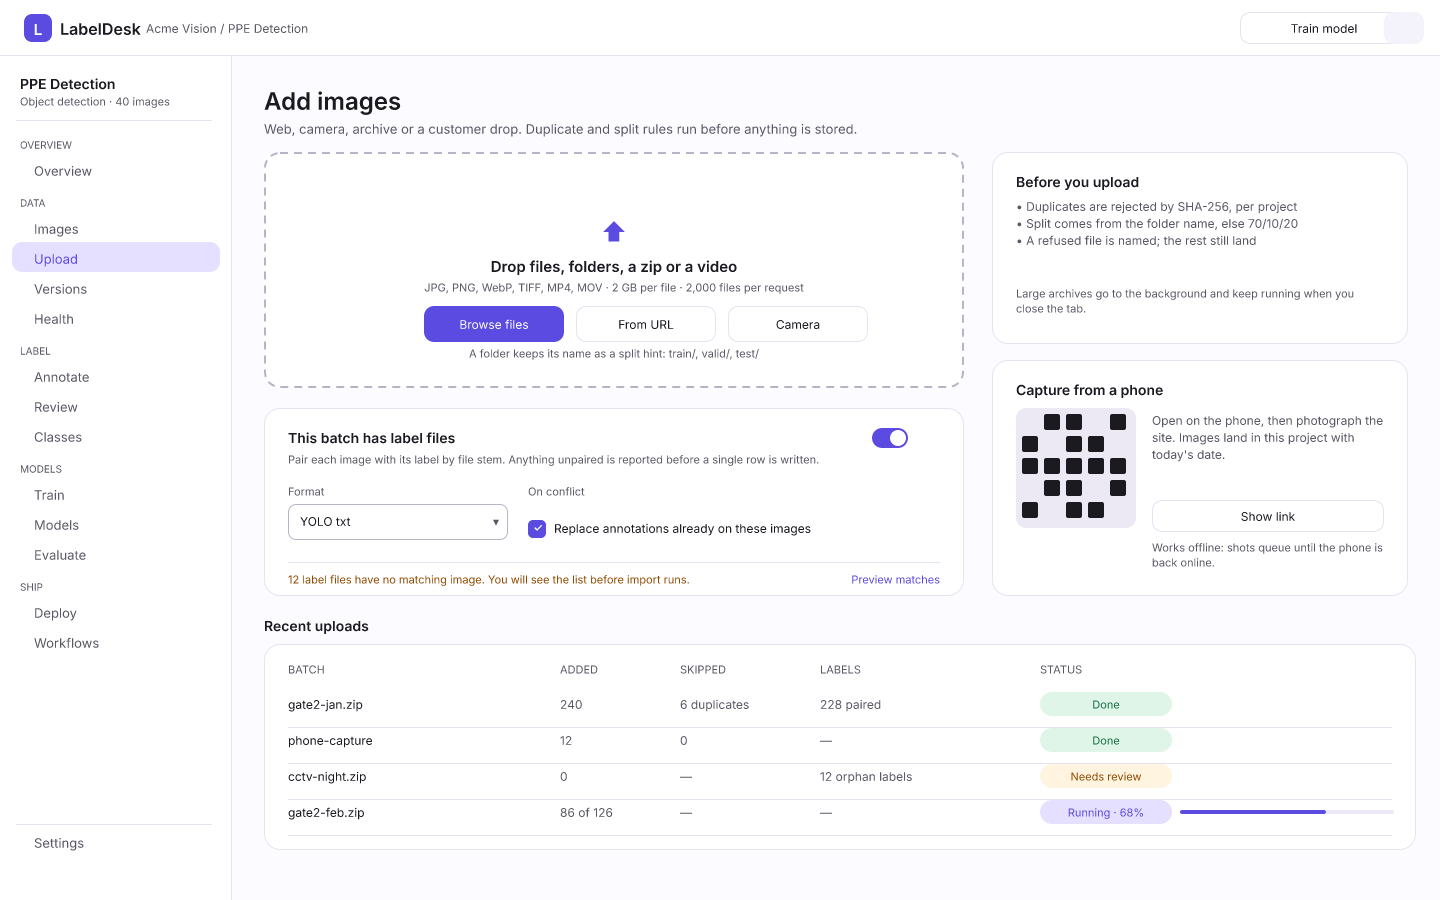 L LabelDesk Acme Vision / PPE Detection
Train model
PPE Detection
Object detection · 40 images
OVERVIEW
Overview
DATA
Images
Upload
Versions
Health
LABEL
Annotate
Review
Classes
MODELS
Train
Models
Evaluate
SHIP
Deploy
Workflows
Settings
Add images
Web, camera, archive or a customer drop. Duplicate and split rules run before anything is stored.
Drop files, folders, a zip or a video
JPG, PNG, WebP, TIFF, MP4, MOV · 2 GB per file · 2,000 files per request
Browse files From URL Camera
A folder keeps its name as a split hint: train/, valid/, test/
Before you upload
• Duplicates are rejected by SHA-256, per project
• Split comes from the folder name, else 70/10/20
• A refused file is named; the rest still land
Large archives go to the background and keep running when you
close the tab.
This batch has label files
Pair each image with its label by file stem. Anything unpaired is reported before a single row is written.
Format On conflict
YOLO txt ▾ Replace annotations already on these images
12 label files have no matching image. You will see the list before import runs. Preview matches
Capture from a phone
Open on the phone, then photograph the
site. Images land in this project with
today's date.
Show link
Works offline: shots queue until the phone is
back online.
Recent uploads
BATCH ADDED SKIPPED LABELS STATUS
gate2-jan.zip 240 6 duplicates 228 paired Done
phone-capture 12 0 — Done
cctv-night.zip 0 — 12 orphan labels Needs review
gate2-feb.zip 86 of 126 — — Running · 68%